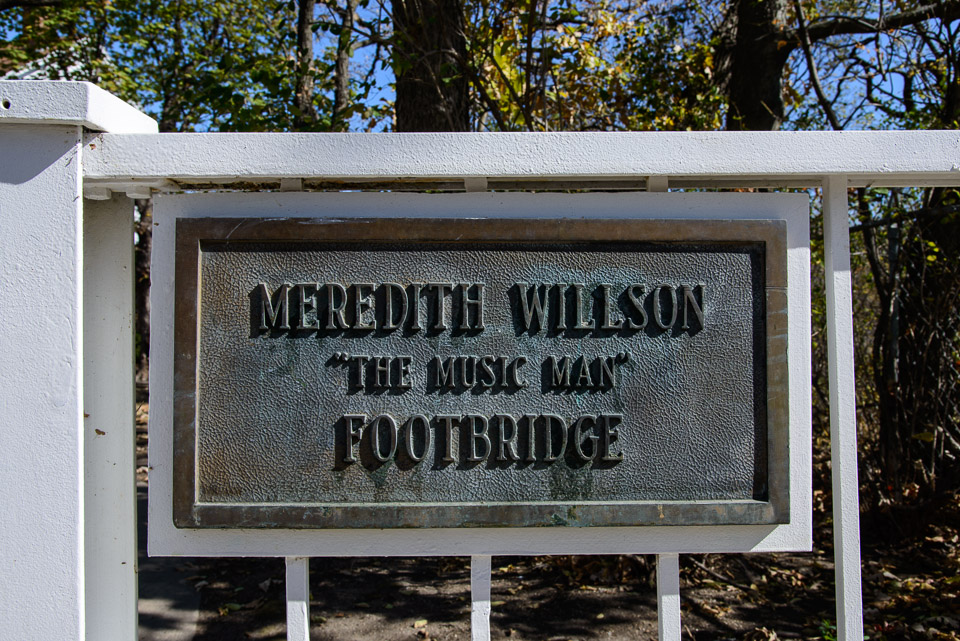 MEREDITH WILLSON
"THE MUSIC MAN"
FOOTBRIDGE